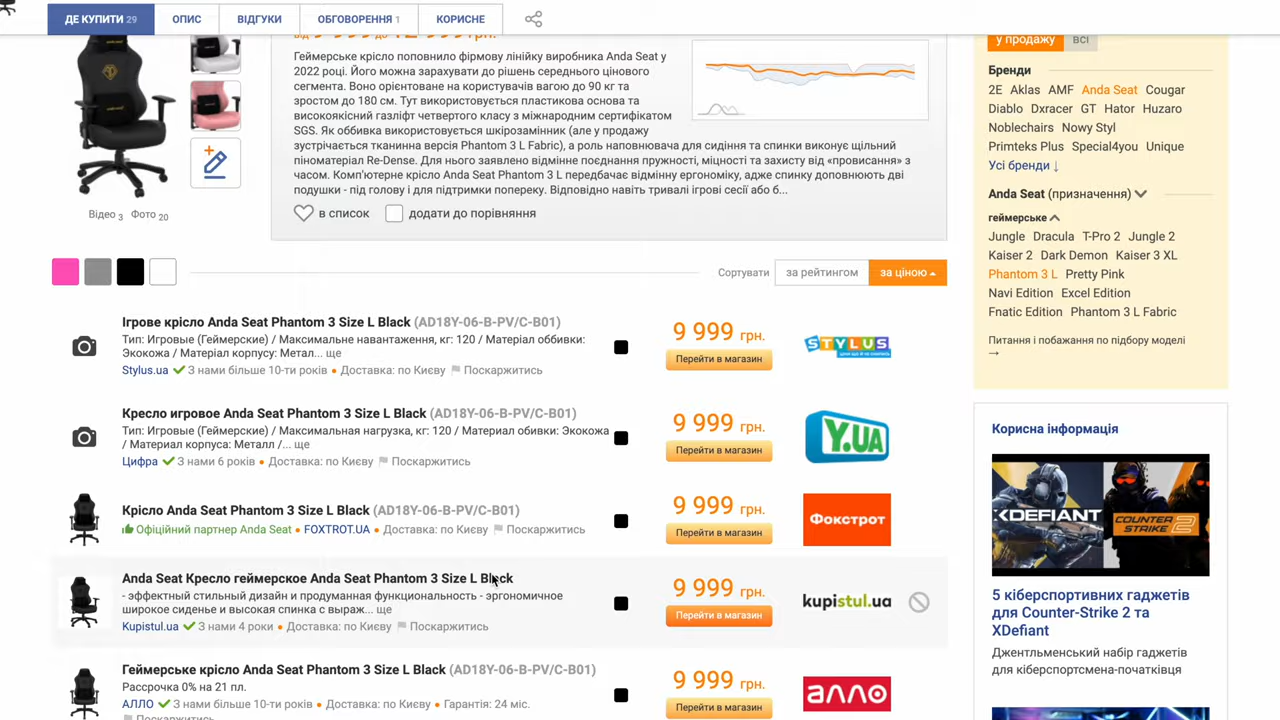 ДЕ КУПИТИ 29
ОПИС
ВІДГУКИ
ОБГОВОРЕННЯ 1
КОРИСНЕ
Геймерське крісло поповнило фірмову лінійку виробника Anda Seat у
2022 році. Його можна зарахувати до рішень середнього цінового
сегмента. Воно орієнтоване на користувачів вагою до 90 кг та
зростом до 180 см. Тут використовується пластикова основа та
високоякісний газліфт четвертого класу з міжнародним сертифікатом
SGS. Як оббивка використовується шкірозамінник (але у продажу
зустрічається тканинна версія Phantom 3 L Fabric), а роль наповнювача для сидіння та спинки виконує щільний
піноматеріал Re-Dense. Для нього заявлено відмінне поєднання пружності, міцності та захисту від «провисання» з
часом. Комп'ютерне крісло Anda Seat Phantom 3 L передбачає відмінну ергономіку, адже спинку доповнюють дві
подушки - під голову і для підтримки попереку. Відповідно навіть тривалі ігрові сесії або б...
Відео 3 Фото 20
в список
додати до порівняння
Сортувати
за рейтингом
за ціною
Ігрове крісло Anda Seat Phantom 3 Size L Black (AD18Y-06-B-PV/C-B01)
Тип: Игровые (Геймерские) / Максимальне навантаження, кг: 120 / Матеріал оббивки:
Экокожа / Матеріал корпусу: Метал... ще
Stylus.ua З нами більше 10-ти років • Доставка: по Києву Поскаржитись
9 999 грн.
Перейти в магазин
STYLUS
Кресло игровое Anda Seat Phantom 3 Size L Black (AD18Y-06-B-PV/C-B01)
Тип: Игровые (Геймерские) / Максимальная нагрузка, кг: 120 / Материал обивки: Экокожа
/ Материал корпуса: Металл /... ще
Цифра З нами 6 років • Доставка: по Києву Поскаржитись
9 999 грн.
Перейти в магазин
Y.UA
Крісло Anda Seat Phantom 3 Size L Black (AD18Y-06-B-PV/C-B01)
Офіційний партнер Anda Seat • FOXTROT.UA • Доставка: по Києву Поскаржитись
9 999 грн.
Перейти в магазин
Фокстрот
Anda Seat Кресло геймерское Anda Seat Phantom 3 Size L Black
- эффектный стильный дизайн и продуманная функциональность - эргономичное
широкое сиденье и высокая спинка с выраж... ще
Kupistul.ua З нами 4 роки • Доставка: по Києву Поскаржитись
9 999 грн.
Перейти в магазин
kupistul.ua
Геймерське крісло Anda Seat Phantom 3 Size L Black (AD18Y-06-B-PV/C-B01)
Рассрочка 0% на 21 пл.
АЛЛО З нами більше 10-ти років • Доставка: по Києву • Гарантія: 24 міс.
Поскаржитись
9 999 грн.
Перейти в магазин
алло
у продажу
всі
Бренди
2E Aklas AMF Anda Seat Cougar
Diablo Dxracer GT Hator Huzaro
Noblechairs Nowy Styl
Primteks Plus Special4you Unique
Усі бренди ↓
Anda Seat (призначення)
геймерське
Jungle Dracula T-Pro 2 Jungle 2
Kaiser 2 Dark Demon Kaiser 3 XL
Phantom 3 L Pretty Pink
Navi Edition Excel Edition
Fnatic Edition Phantom 3 L Fabric
Питання і побажання по підбору моделі
→
Корисна інформація
XDEFIANT
COUNTER
STRIKE 2
5 кіберспортивних гаджетів
для Counter-Strike 2 та
XDefiant
Джентльменський набір гаджетів
для кіберспортсмена-початківця